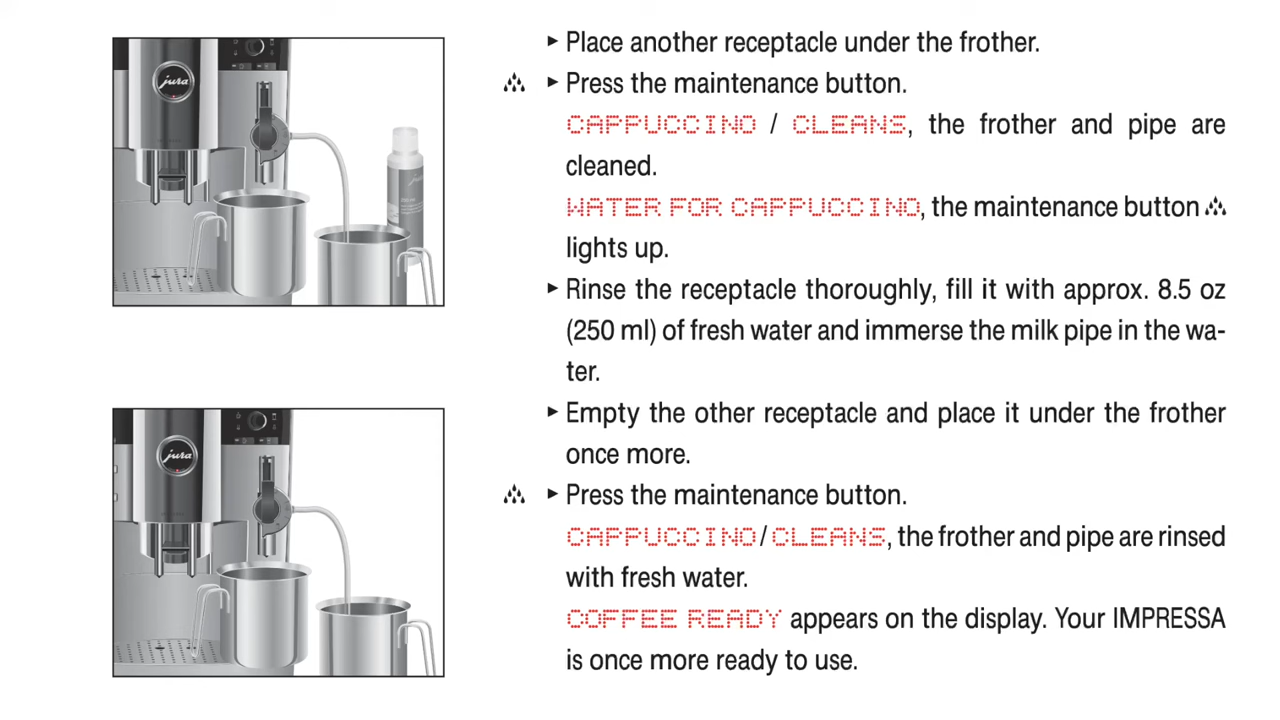 jura
jura
jura
► Place another receptacle under the frother.
► Press the maintenance button.
CAPPUCCINO / CLEANS, the frother and pipe are
cleaned.
WATER FOR CAPPUCCINO, the maintenance button
lights up.
► Rinse the receptacle thoroughly, fill it with approx. 8.5 oz
(250 ml) of fresh water and immerse the milk pipe in the wa-
ter.
► Empty the other receptacle and place it under the frother
once more.
► Press the maintenance button.
CAPPUCCINO/CLEANS, the frother and pipe are rinsed
with fresh water.
COFFEE READY appears on the display. Your IMPRESSA
is once more ready to use.